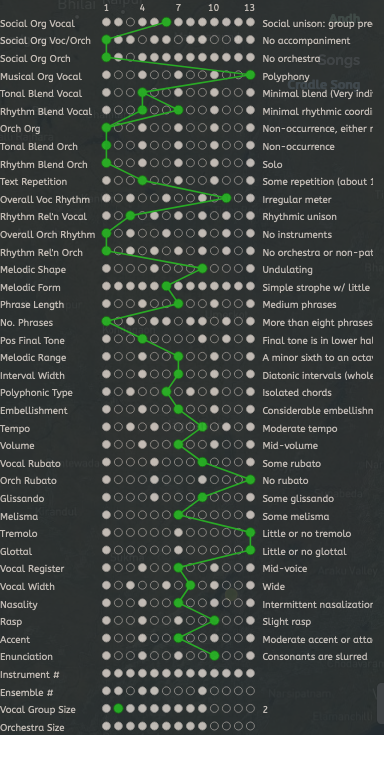 1 4 7 10 13
Social Org Vocal Social unison: group pre
Social Org Voc/Orch No accompaniment
Social Org Orch No orchestra
Musical Org Vocal Polyphony
Tonal Blend Vocal Minimal blend (Very indi
Rhythm Blend Vocal Minimal rhythmic coordi
Orch Org Non-occurrence, either r
Tonal Blend Orch Non-occurrence
Rhythm Blend Orch Solo
Text Repetition Some repetition (about 1
Overall Voc Rhythm Irregular meter
Rhythm Rel'n Vocal Rhythmic unison
Overall Orch Rhythm No instruments
Rhythm Rel'n Orch No orchestra or non-pat
Melodic Shape Undulating
Melodic Form Simple strophe w/ little
Phrase Length Medium phrases
No. Phrases More than eight phrases
Pos Final Tone Final tone is in lower hal
Melodic Range A minor sixth to an octav
Interval Width Diatonic intervals (whole
Polyphonic Type Isolated chords
Embellishment Considerable embellishm
Tempo Moderate tempo
Volume Mid-volume
Vocal Rubato Some rubato
Orch Rubato No rubato
Glissando Some glissando
Melisma Some melisma
Tremolo Little or no tremolo
Glottal Little or no glottal
Vocal Register Mid-voice
Vocal Width Wide
Nasality Intermittent nasalization
Rasp Slight rasp
Accent Moderate accent or atta
Enunciation Consonants are slurred
Instrument #
Ensemble #
Vocal Group Size 2
Orchestra Size
Bhitar
Songs
Cradle Song